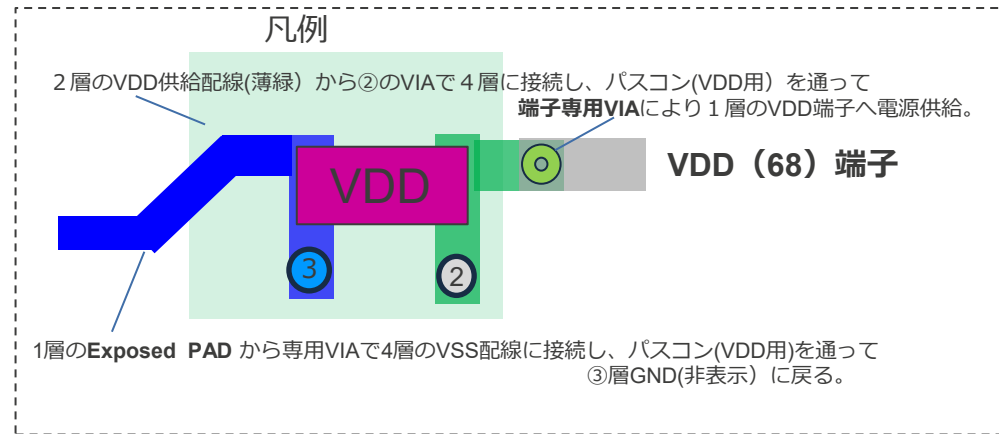 凡例
２層のVDD供給配線(薄緑）から②のVIAで４層に接続し、パスコン(VDD用）を通って
端子専用VIAにより１層のVDD端子へ電源供給。
VDD（68）端子
VDD
3
2
1層のExposed PAD から専用VIAで4層のVSS配線に接続し、パスコン(VDD用)を通って
③層GND(非表示）に戻る。